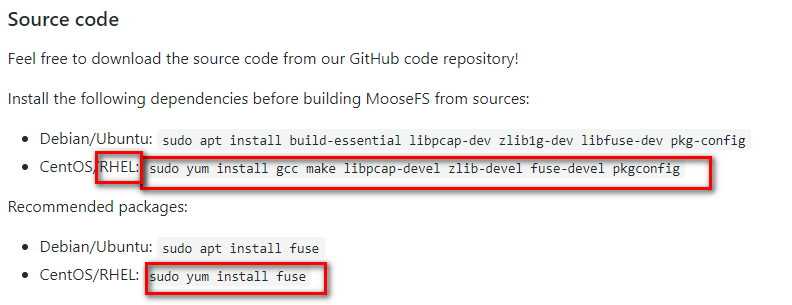 Source code
Feel free to download the source code from our GitHub code repository!
Install the following dependencies before building MooseFS from sources:
• Debian/Ubuntu: sudo apt install build-essential libpcap-dev zlib1g-dev libfuse-dev pkg-config
• CentOS/RHEL: sudo yum install gcc make libpcap-devel zlib-devel fuse-devel pkgconfig
Recommended packages:
• Debian/Ubuntu: sudo apt install fuse
• CentOS/RHEL: sudo yum install fuse